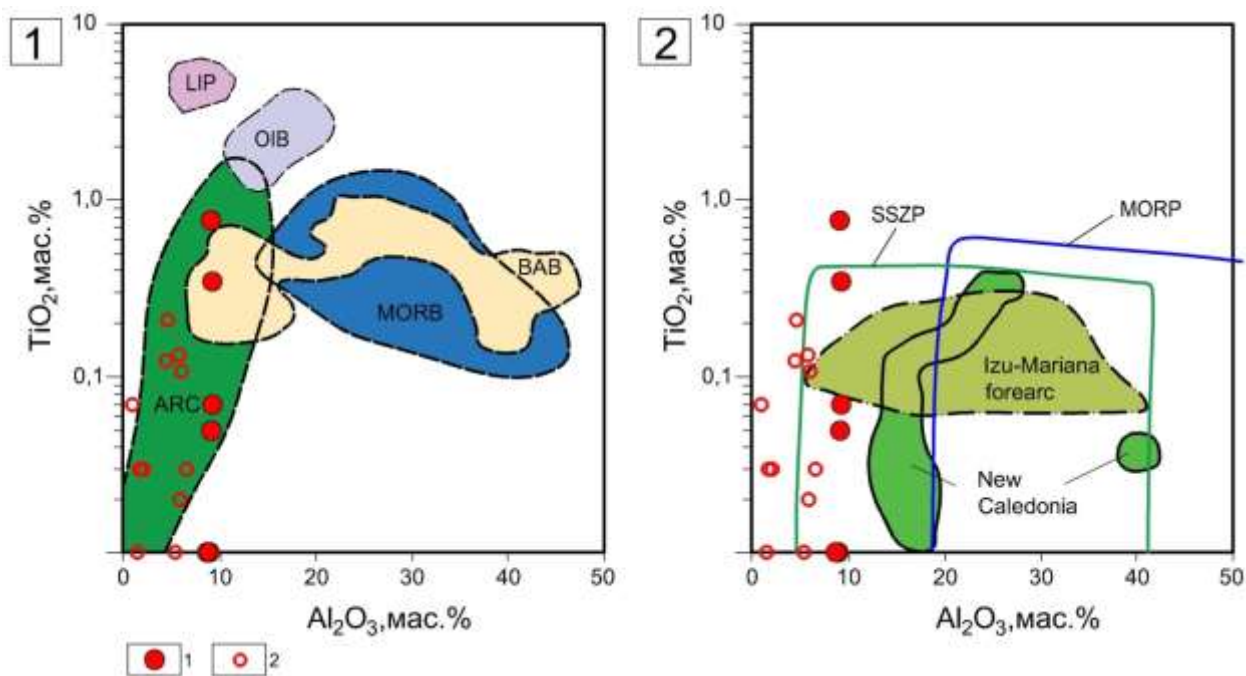 1
10
1,0
0,1
TiO₂,мас.%
LIP
OIB
BAB
MORB
ARC
0 10 20 30 40 50
Al₂O₃,мас.%
2
10
1,0
0,1
TiO₂,мас.%
SSZP
MORP
Izu-Mariana
forearc
New
Caledonia
0 10 20 30 40 50
Al₂O₃,мас.%
1 2